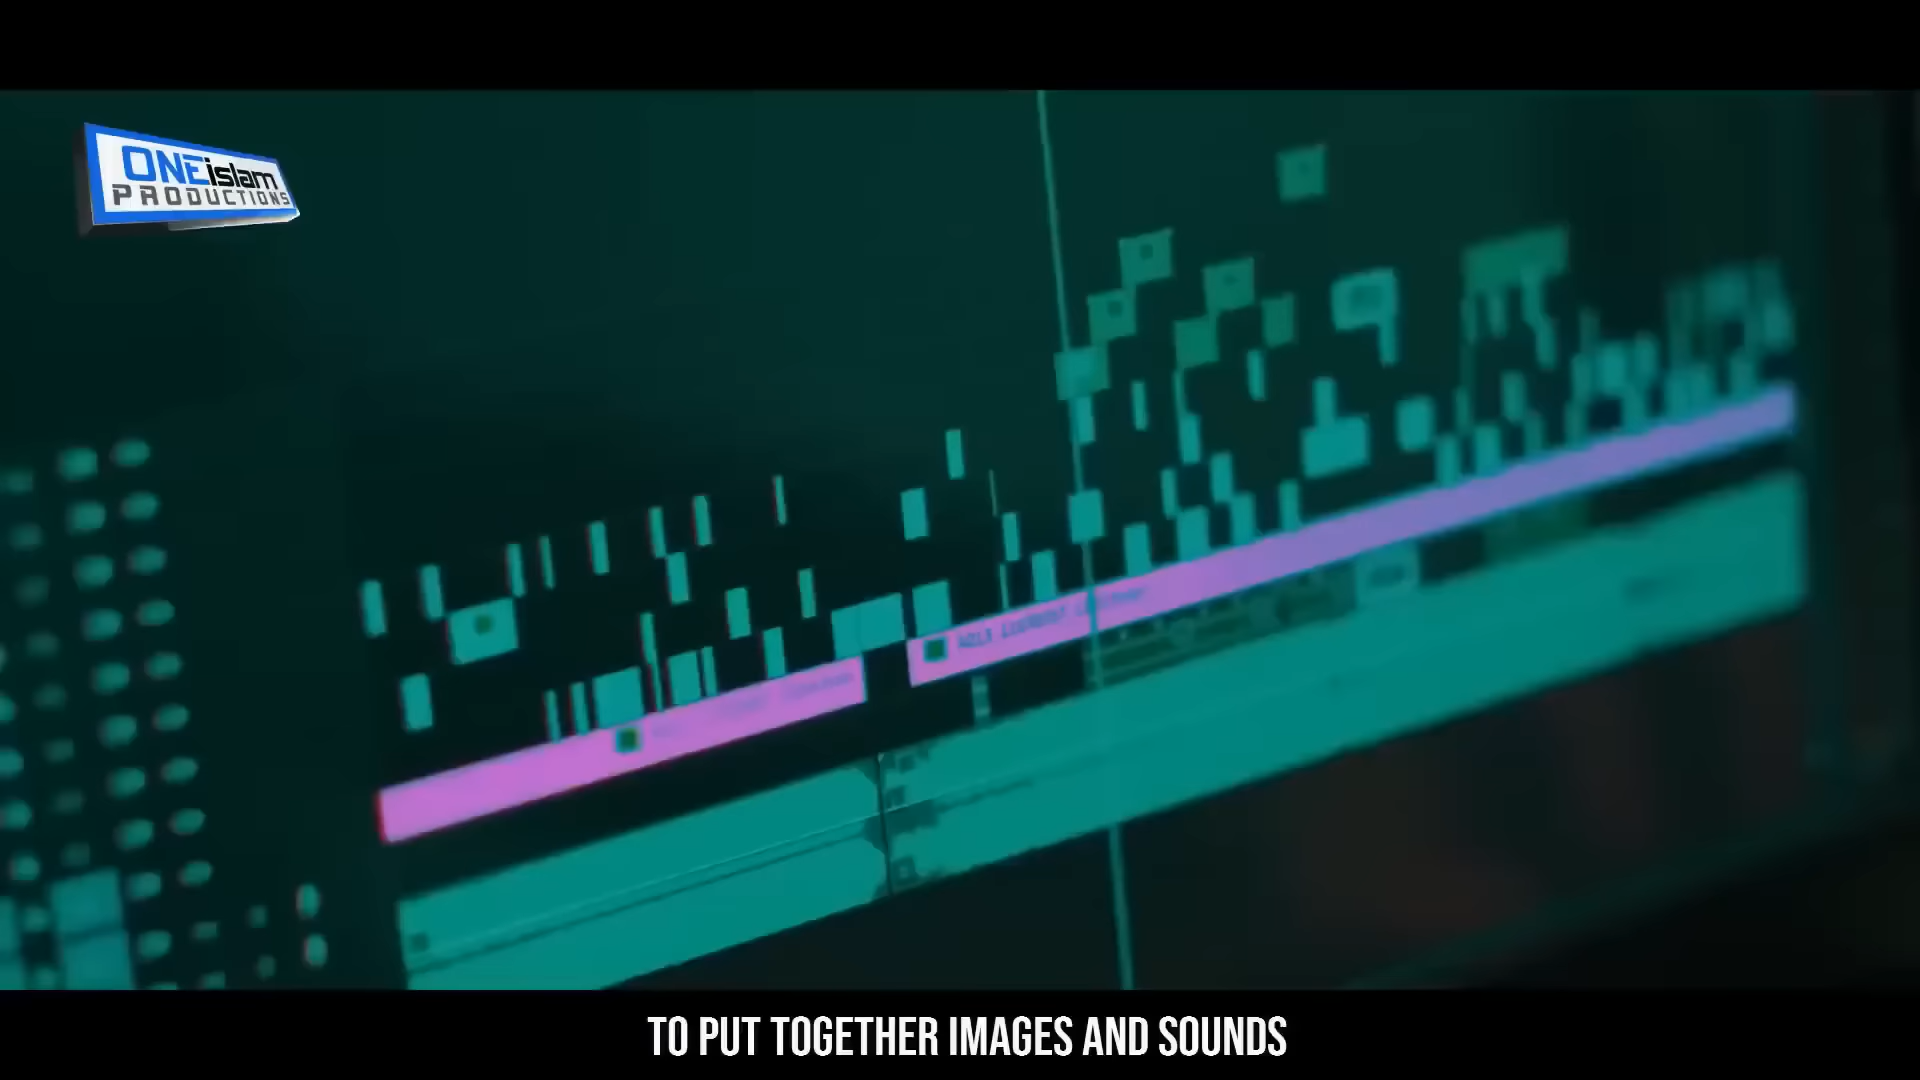 ONEislam
PRODUCTIONS
TO PUT TOGETHER IMAGES AND SOUNDS